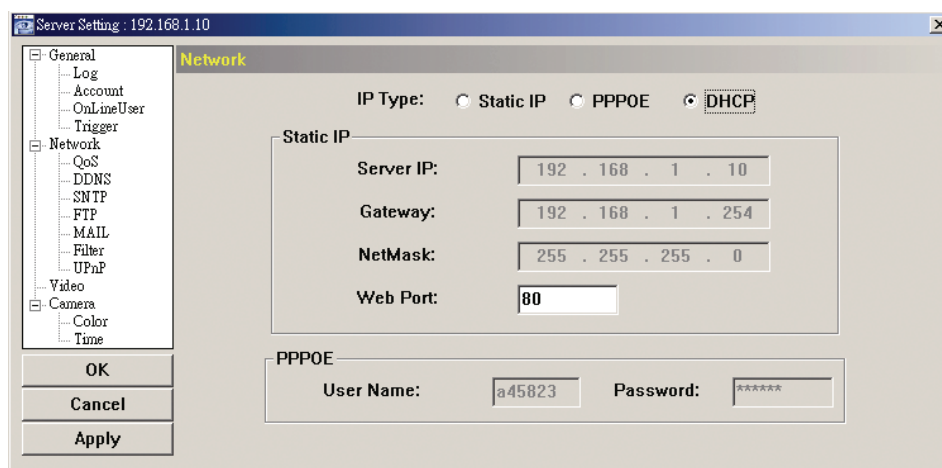 Server Setting : 192.168.1.10
General
Log
Account
OnLineUser
Trigger
Network
QoS
DDNS
SNTP
FTP
MAIL
Filter
UPnP
Video
Camera
Color
Time
OK
Cancel
Apply
Network
IP Type: Static IP PPPOE DHCP
Static IP
Server IP: 192 . 168 . 1 . 10
Gateway: 192 . 168 . 1 . 254
NetMask: 255 . 255 . 255 . 0
Web Port: 80
PPPOE
User Name: a45823 Password: ******